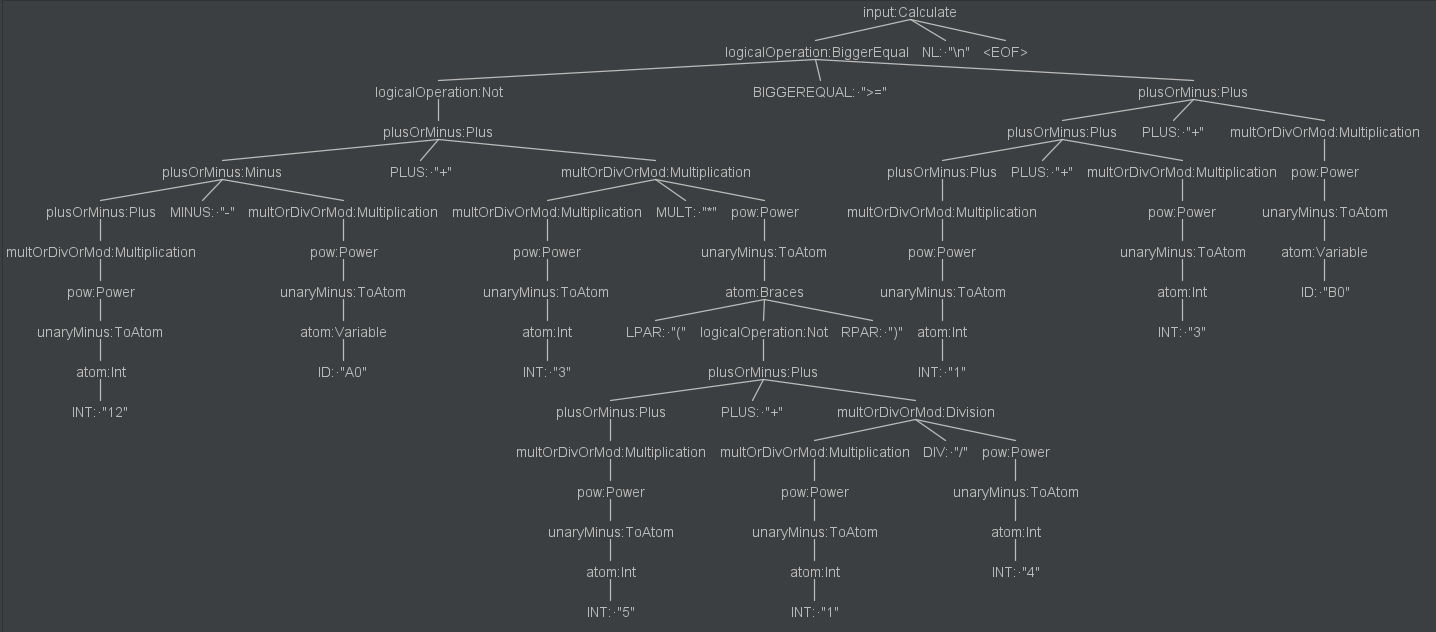 input:Calculate
logicalOperation:BiggerEqual NL:·"\n" <EOF>
logicalOperation:Not BIGGEREQUAL:·">=" plusOrMinus:Plus
plusOrMinus:Plus plusOrMinus:Plus PLUS:·"+" multOrDivOrMod:Multiplication
plusOrMinus:Minus PLUS:·"+" multOrDivOrMod:Multiplication plusOrMinus:Plus PLUS:·"+" multOrDivOrMod:Multiplication pow:Power
plusOrMinus:Plus MINUS:·"-" multOrDivOrMod:Multiplication multOrDivOrMod:Multiplication MULT:·"*" pow:Power multOrDivOrMod:Multiplication pow:Power unaryMinus:ToAtom
multOrDivOrMod:Multiplication pow:Power pow:Power unaryMinus:ToAtom pow:Power unaryMinus:ToAtom atom:Variable
pow:Power unaryMinus:ToAtom unaryMinus:ToAtom atom:Braces unaryMinus:ToAtom atom:Int ID:·"B0"
unaryMinus:ToAtom atom:Variable atom:Int LPAR:·"(" logicalOperation:Not RPAR:·")" atom:Int INT:·"3"
atom:Int ID:·"A0" INT:·"3" plusOrMinus:Plus INT:·"1"
INT:·"12" plusOrMinus:Plus PLUS:·"+" multOrDivOrMod:Division
multOrDivOrMod:Multiplication multOrDivOrMod:Multiplication DIV:·"/" pow:Power
pow:Power pow:Power unaryMinus:ToAtom
unaryMinus:ToAtom unaryMinus:ToAtom atom:Int
atom:Int atom:Int INT:·"4"
INT:·"5" INT:·"1"